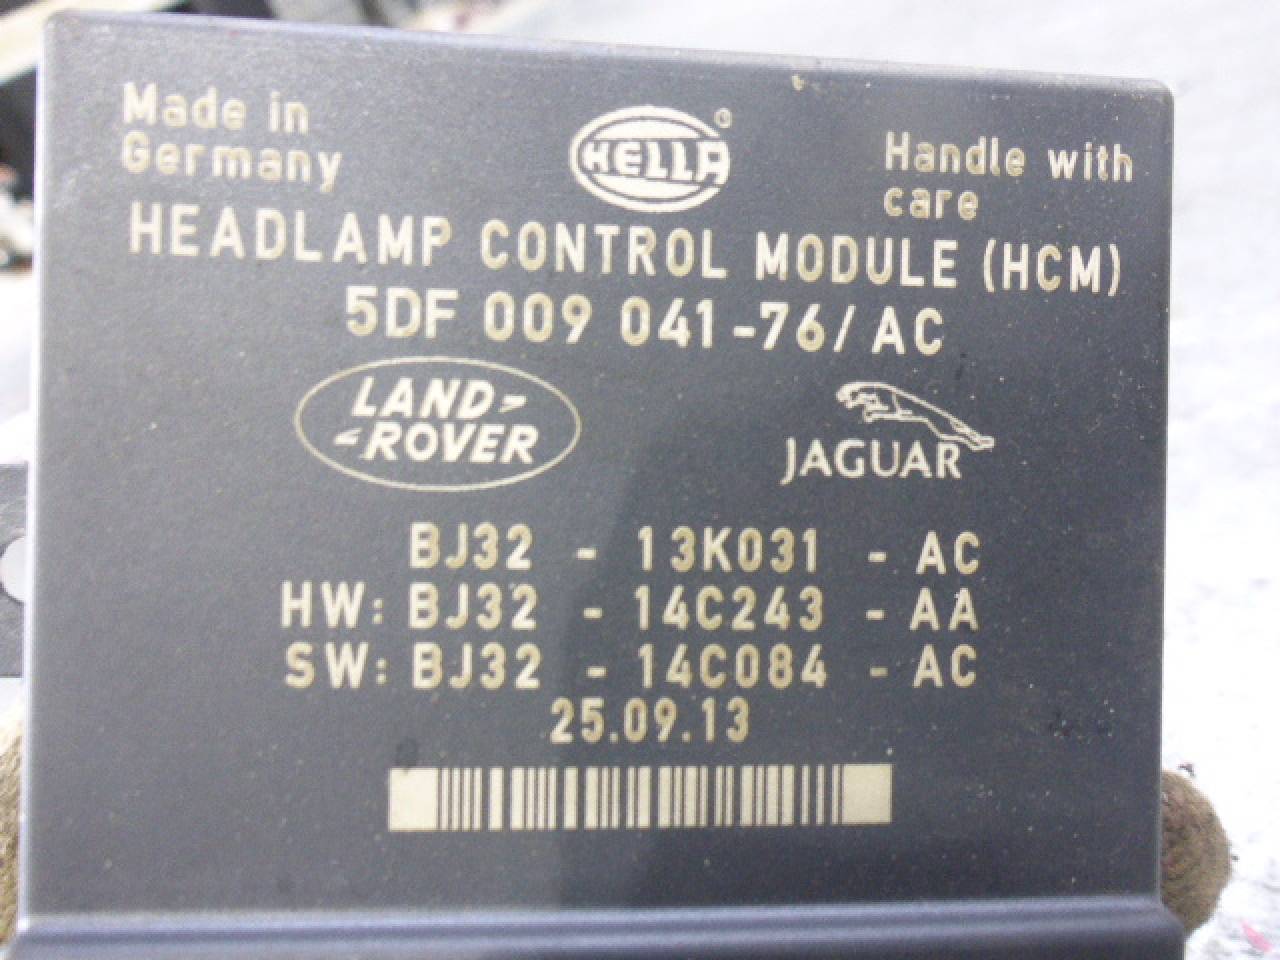 Made in
Germany
HELLA®
Handle with
care
HEADLAMP CONTROL MODULE (HCM)
5DF 009 041-76/AC
LAND-
-ROVER
JAGUAR
BJ32 - 13K031 - AC
HW: BJ32 - 14C243 - AA
SW: BJ32 - 14C084 - AC
25.09.13